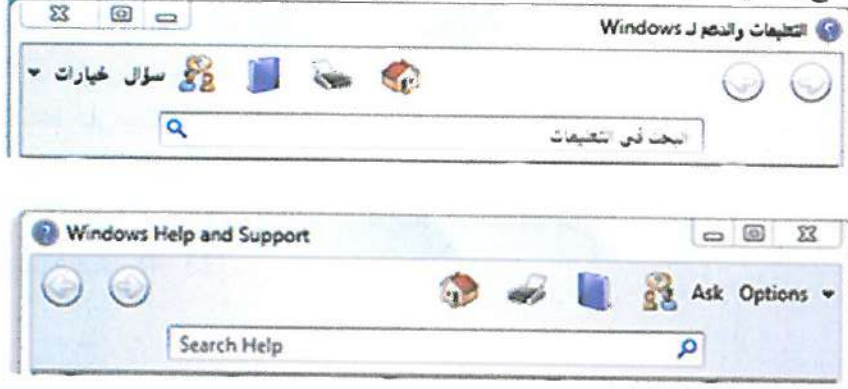 التعليمات والدعم لـ Windows
سؤال خيارات
البحث في التعليمات
Windows Help and Support
Ask Options
Search Help